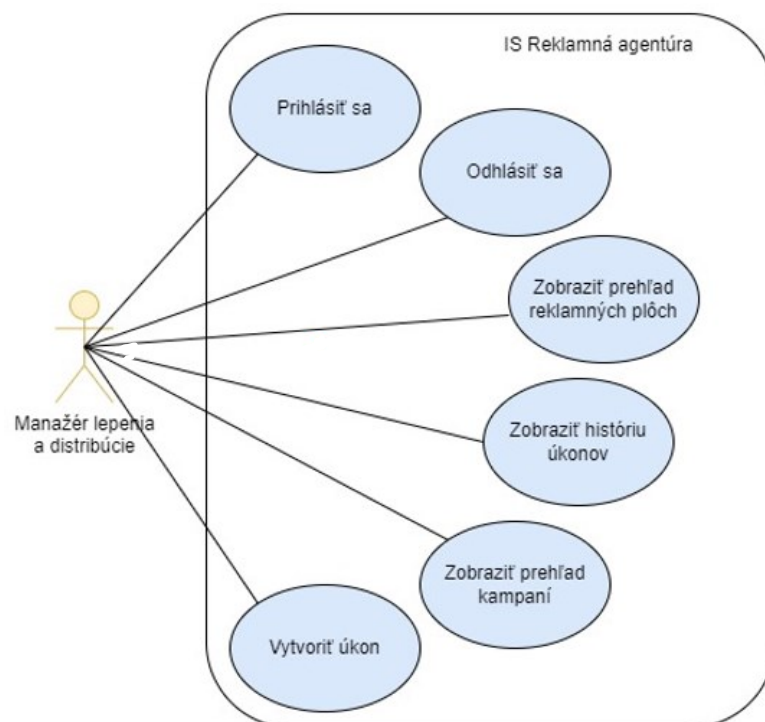 IS Reklamná agentúra
Prihlásiť sa
Odhlásiť sa
Zobraziť prehľad
reklamných plôch
Manažér lepenia
a distribúcie
Zobraziť históriu
úkonov
Zobraziť prehľad
kampaní
Vytvoriť úkon